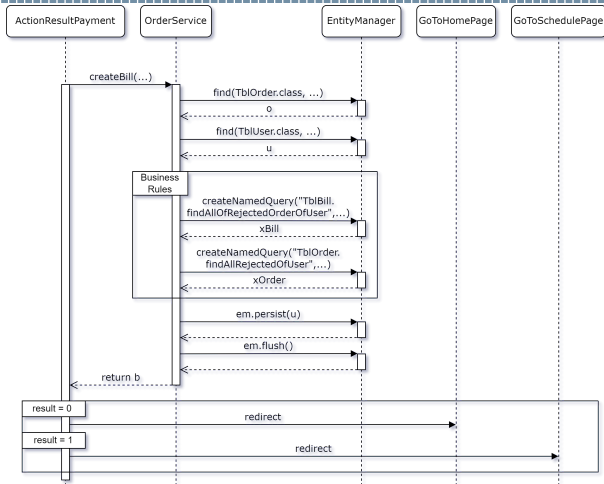 ActionResultPayment
OrderService
EntityManager
GoToHomePage
GoToSchedulePage
createBill(...)
find(TblOrder.class, ...)
o
find(TblUser.class, ...)
u
Business
Rules
createNamedQuery("TblBill.
findAllOfRejectedOrderOfUser",...)
xBill
createNamedQuery("TblOrder.
findAllRejectedOfUser",...)
xOrder
em.persist(u)
em.flush()
return b
result = 0
redirect
result = 1
redirect